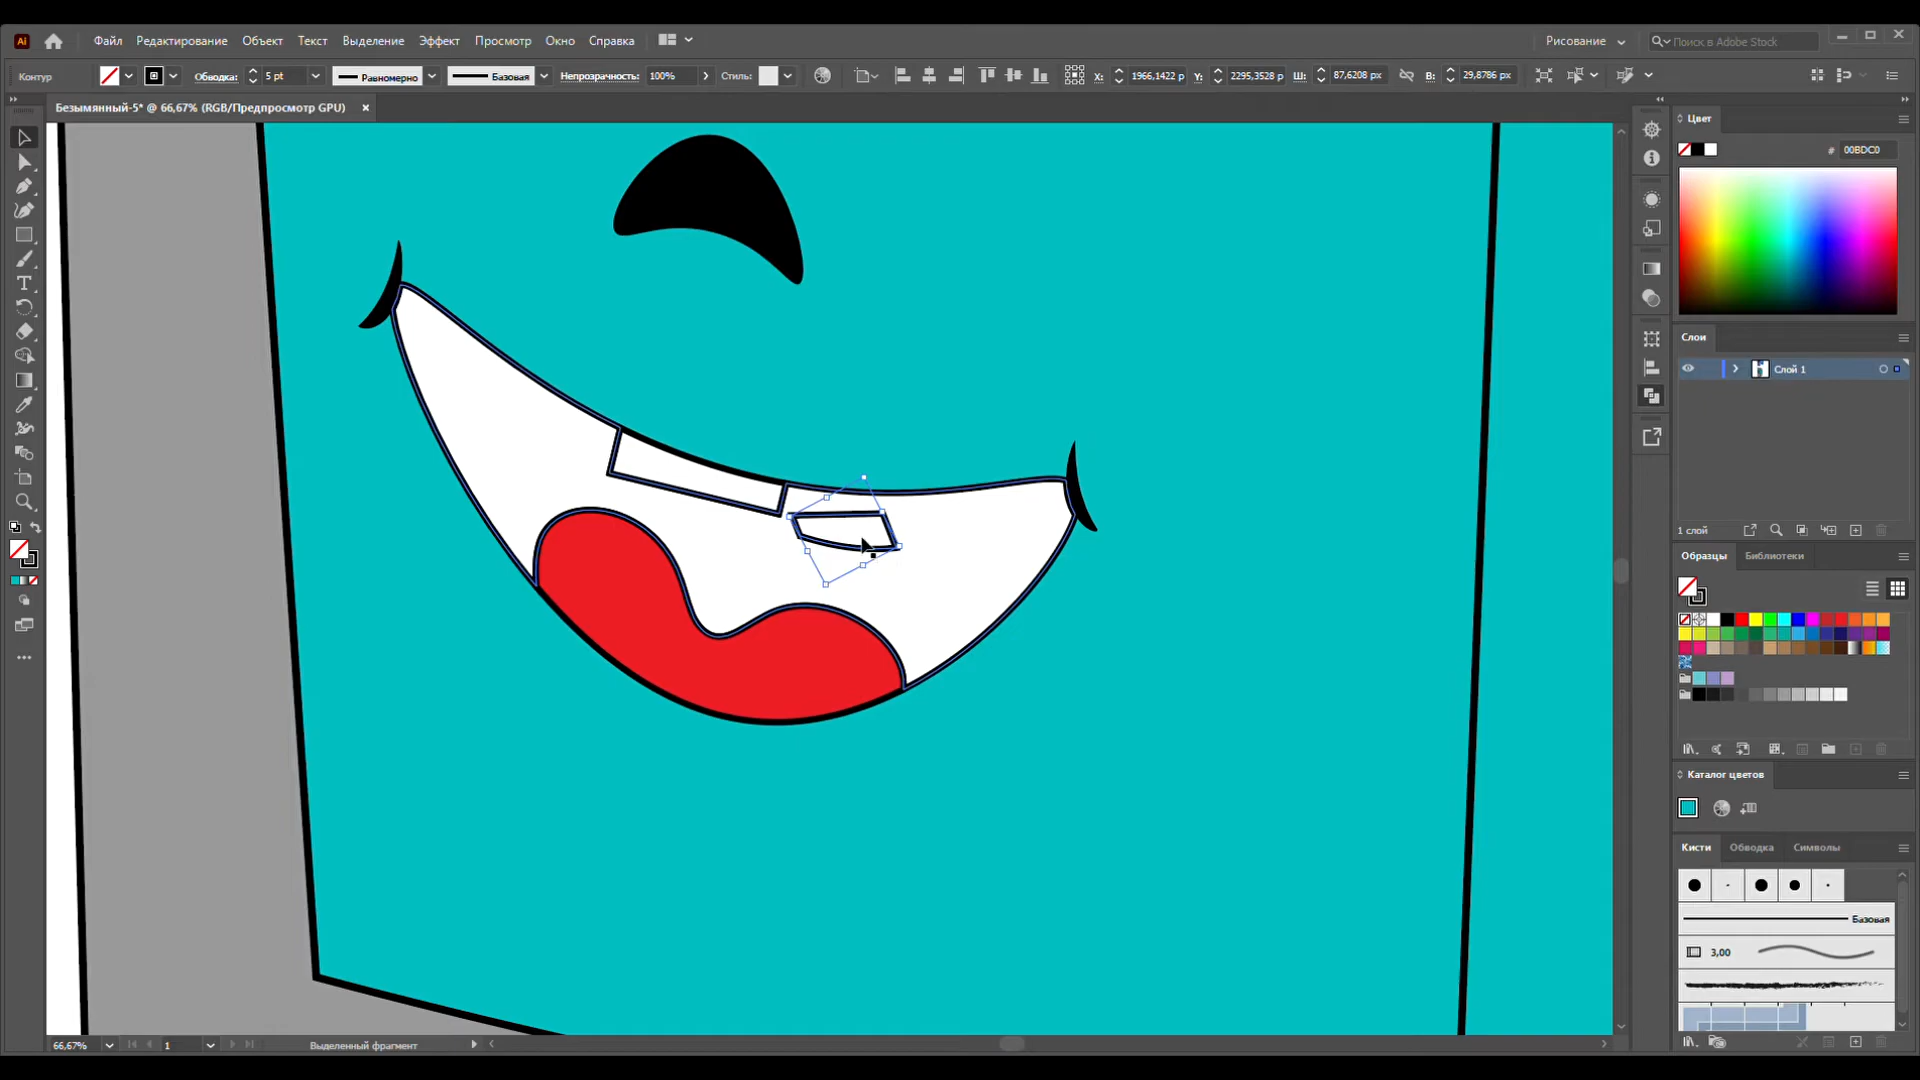 Ai Файл Редактирование Объект Текст Выделение Эффект Просмотр Окно Справка Рисование Поиск в Adobe Stock
Контур Обводка: 5 pt Равномерно Базовая Непрозрачность: 100% Стиль: X: 1966,1422 p Y: 2295,3528 p Ш: 87,6208 px В: 29,8786 px
Безымянный-5* @ 66,67% (RGB/Предпросмотр GPU) ×
Цвет
# 00BDC0
Слои
Слой 1
1 слой
Образцы Библиотеки
Каталог цветов
Кисти Обводка Символы
Базовая
3,00
66,67% 1 Выделенный фрагмент